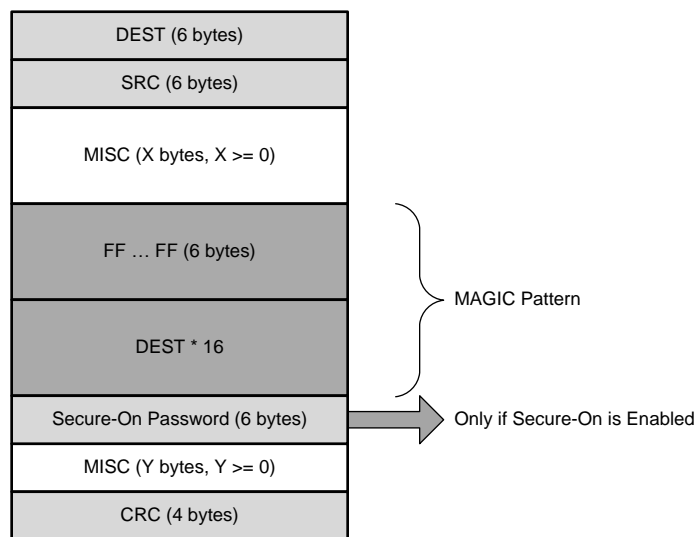 DEST (6 bytes)
SRC (6 bytes)
MISC (X bytes, X >= 0)
FF … FF (6 bytes)
MAGIC Pattern
DEST * 16
Secure-On Password (6 bytes)
Only if Secure-On is Enabled
MISC (Y bytes, Y >= 0)
CRC (4 bytes)